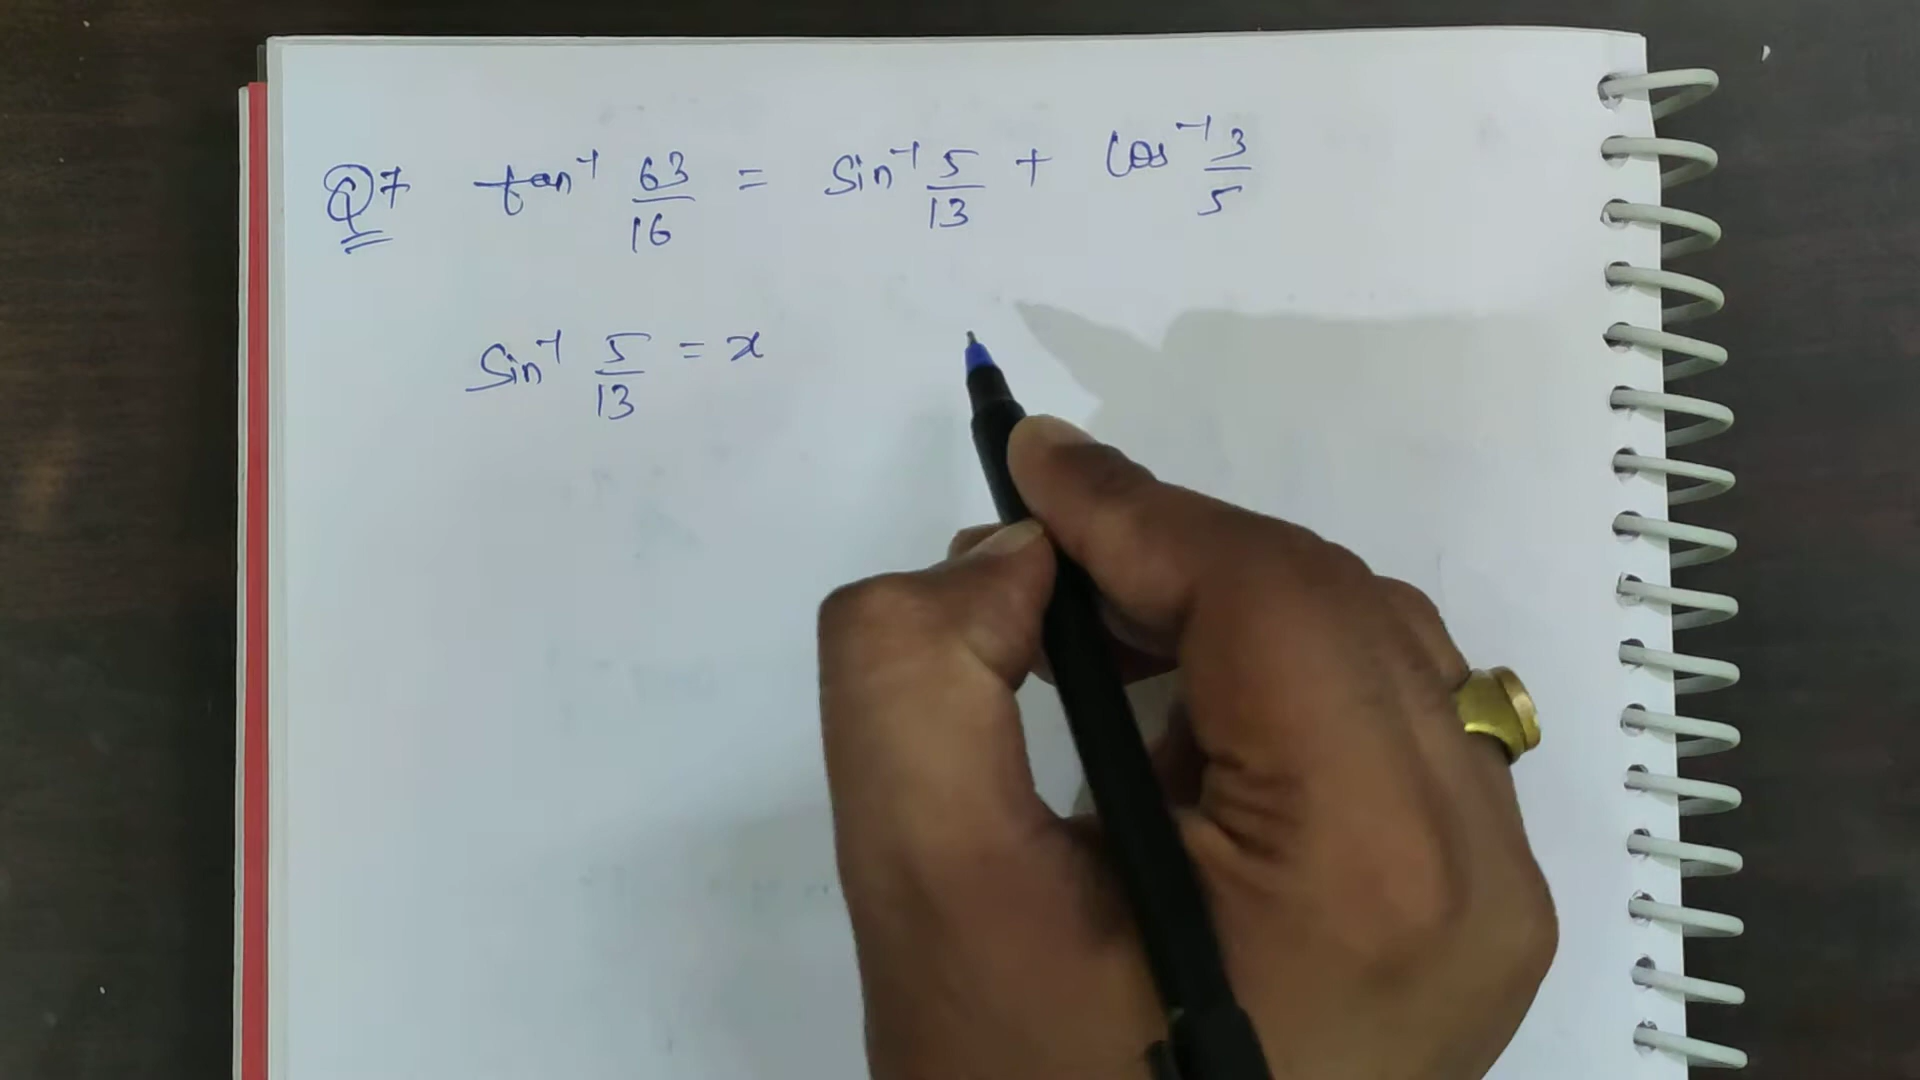 Q7 tan⁻¹ 63/16 = Sin⁻¹ 5/13 + Cos⁻¹ 3/5
Sin⁻¹ 5/13 = x